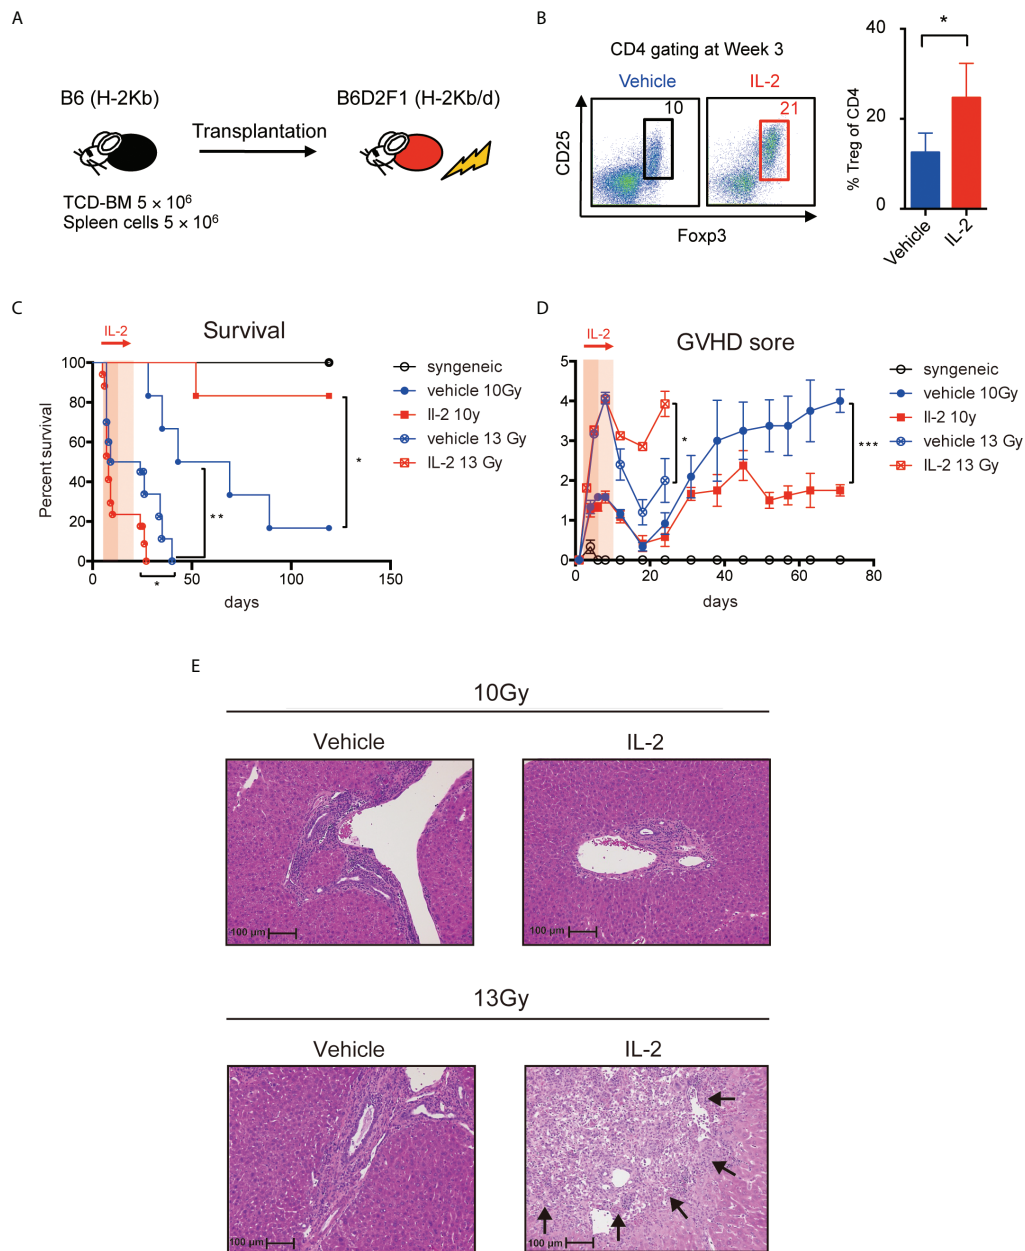 A
B6 (H-2Kb)
B6D2F1 (H-2Kb/d)
Transplantation
TCD-BM 5 × 10⁶
Spleen cells 5 × 10⁶
B
CD4 gating at Week 3
Vehicle
IL-2
10
21
CD25
Foxp3
*
40
20
0
% Treg of CD4
Vehicle
IL-2
C
IL-2
Survival
100
80
60
40
20
0
Percent survival
0
50
100
150
days
**
*
*
syngeneic
vehicle 10Gy
Il-2 10y
vehicle 13 Gy
IL-2 13 Gy
D
IL-2
GVHD sore
5
4
3
2
1
0
0
20
40
60
80
days
*
***
syngeneic
vehicle 10Gy
Il-2 10y
vehicle 13 Gy
IL-2 13 Gy
E
10Gy
Vehicle
IL-2
100 μm
100 μm
13Gy
Vehicle
IL-2
100 μm
100 μm